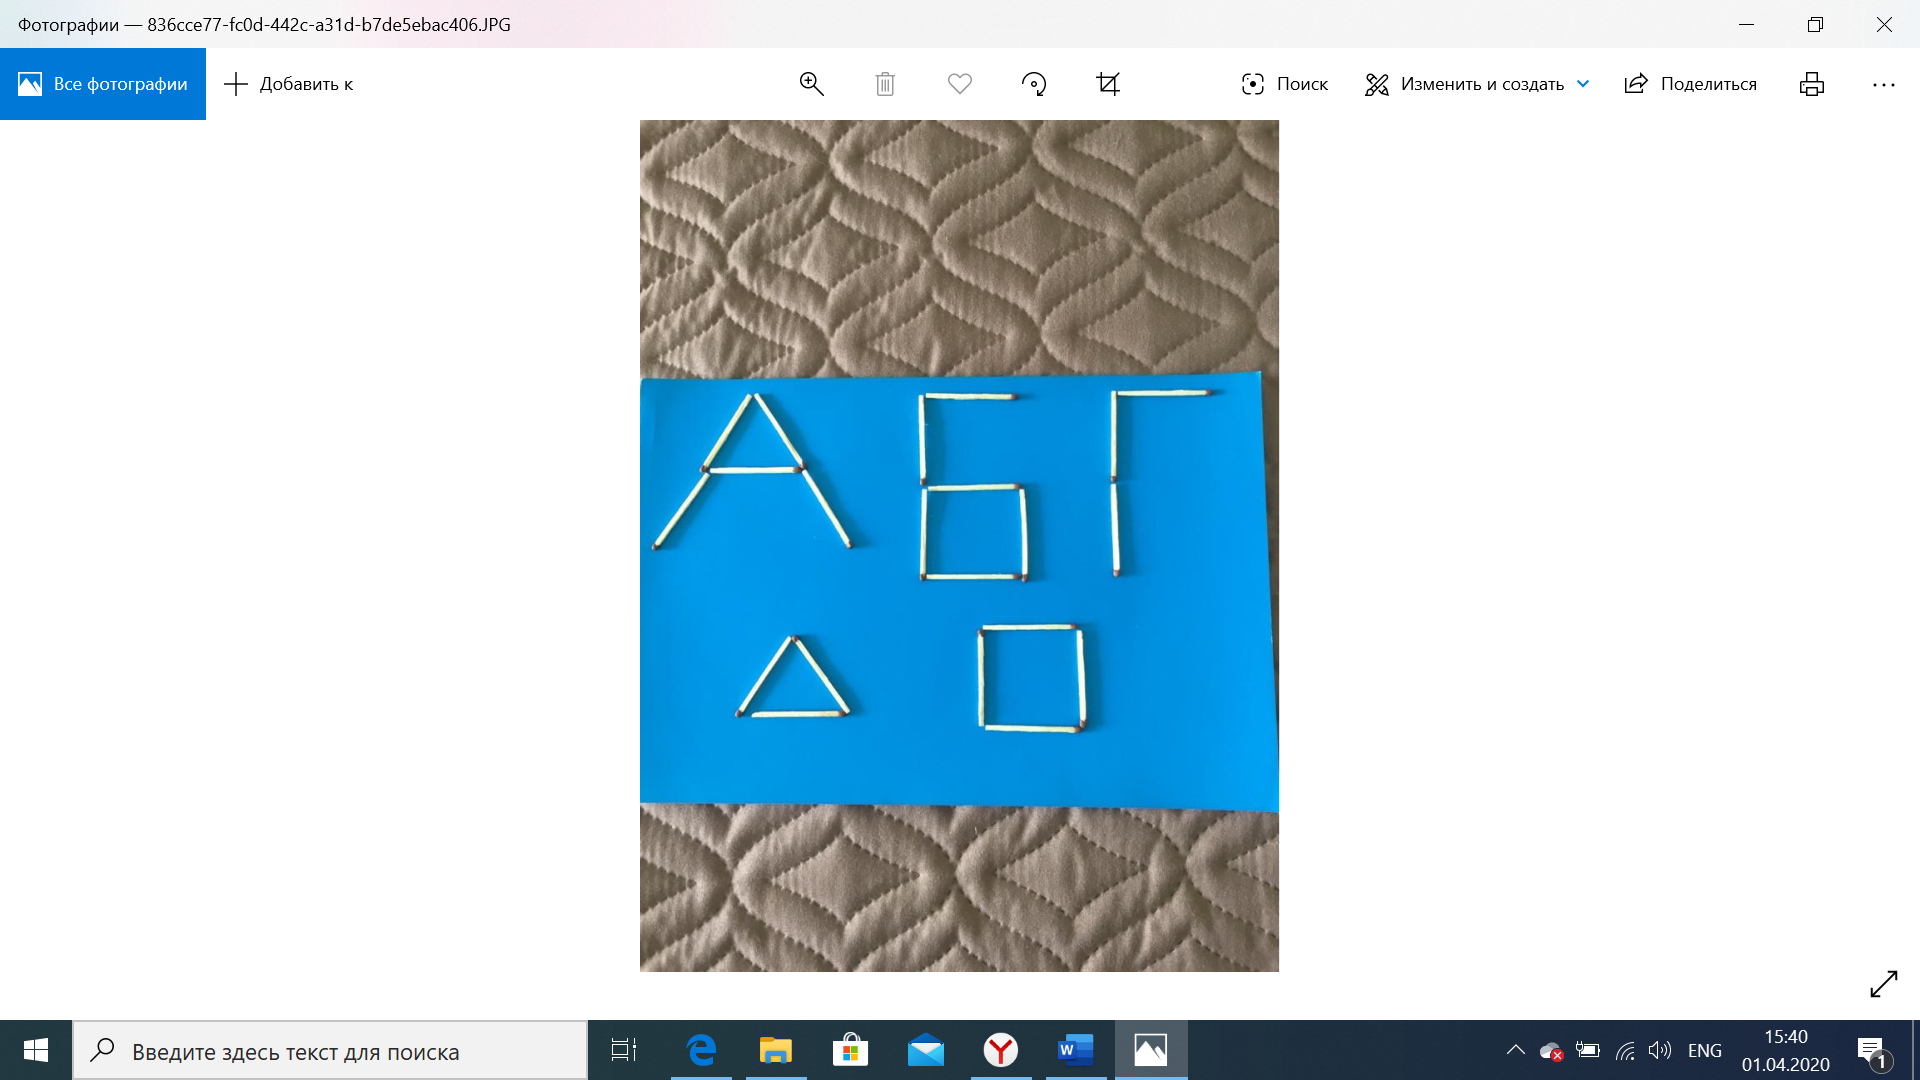 Фотографии — 836cce77-fc0d-442c-a31d-b7de5ebac406.JPG
Все фотографии
Добавить к
Поиск
Изменить и создать
Поделиться
А Б Г
Введите здесь текст для поиска
W
ENG
15:40
01.04.2020
1